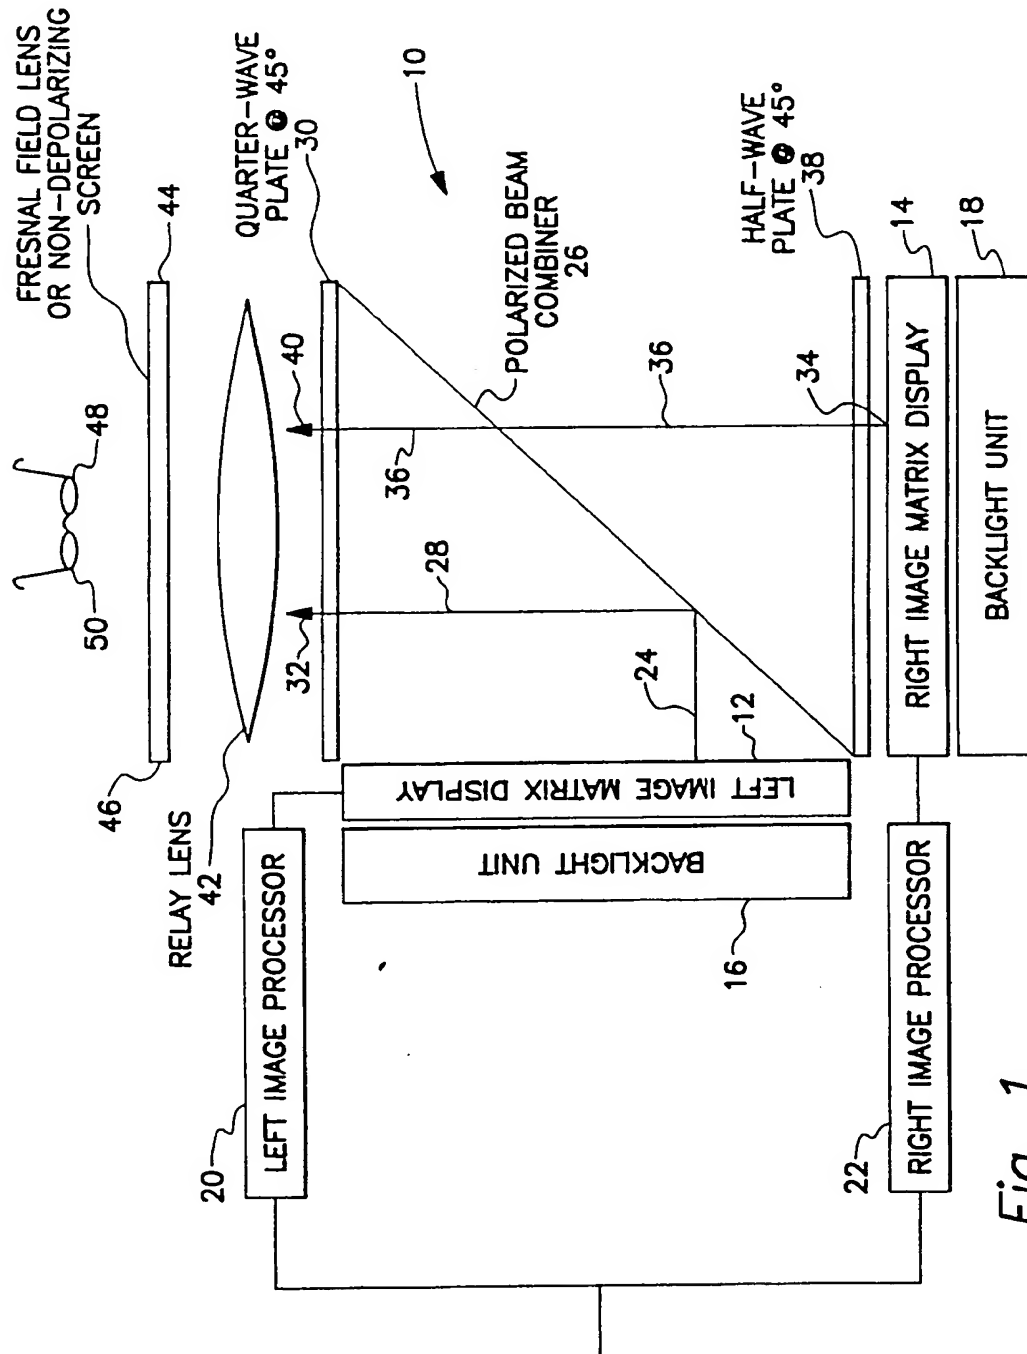 FRESNAL FIELD LENS
OR NON-DEPOLARIZING
SCREEN
44
46
48
50
QUARTER-WAVE
PLATE @ 45°
30
10
RELAY LENS
42
40
32
36
28
POLARIZED BEAM
COMBINER
26
36
24
12
34
HALF-WAVE
PLATE @ 45°
38
14
18
LEFT IMAGE MATRIX DISPLAY
BACKLIGHT UNIT
16
RIGHT IMAGE MATRIX DISPLAY
BACKLIGHT UNIT
20
LEFT IMAGE PROCESSOR
22
RIGHT IMAGE PROCESSOR
Fig. 1